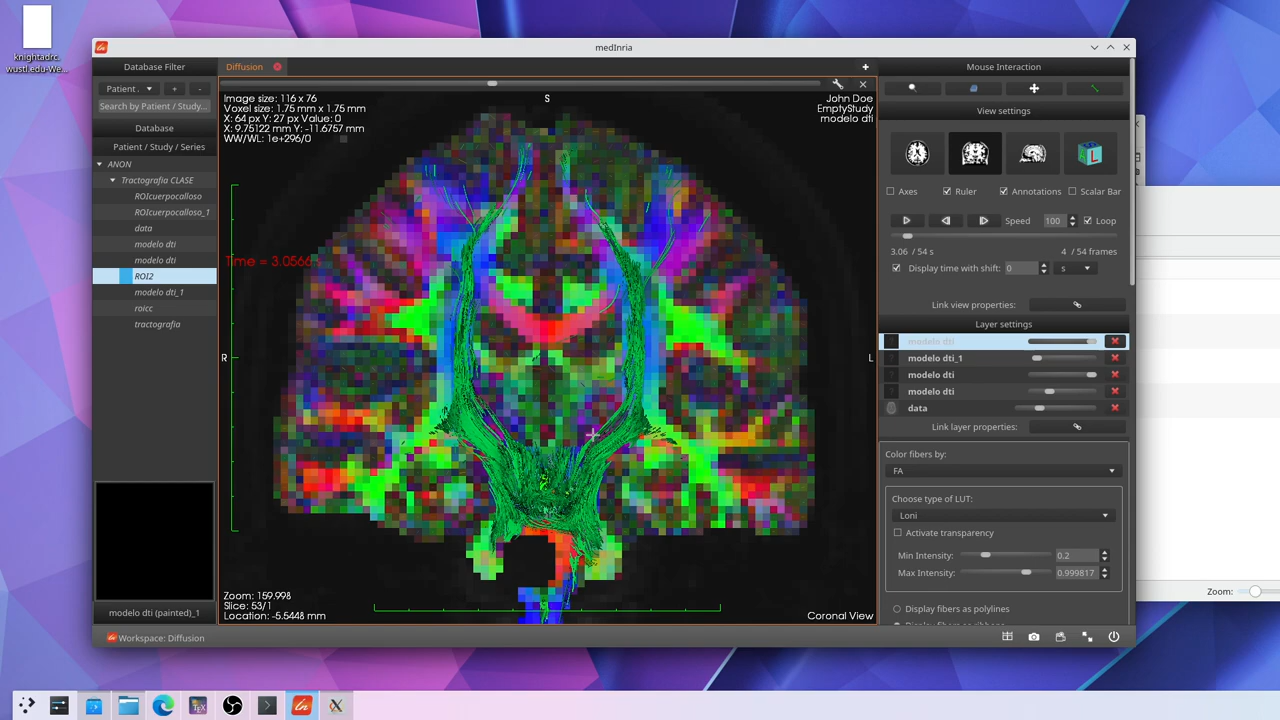 knightadrc.
wustl.edu-We...
medInria
Database Filter
Patient .
+
-
Search by Patient / Study...
Database
Patient / Study / Series
ANON
Tractografia CLASE
ROIcuerpocalloso
ROIcuerpocalloso_1
data
modelo dti
modelo dti
ROI2
modelo dti_1
roicc
tractografia
modelo dti (painted)_1
Diffusion
+
Image size: 116 x 76
Voxel size: 1.75 mm x 1.75 mm
X: 64 px Y: 27 px Value: 0
X: 9.75122 mm Y: -11.6757 mm
WW/WL: 1e+296/0
S
John Doe
EmptyStudy
modelo dti
Time = 3.0566
R
L
Zoom: 159.998
Slice: 53/1
Location: -5.5448 mm
Coronal View
Mouse Interaction
View settings
L
Axes
Ruler
Annotations
Scalar Bar
Speed
100
Loop
3.06 / 54 s
4 / 54 frames
Display time with shift:
0
s
Link view properties:
Layer settings
modelo dti
modelo dti_1
modelo dti
modelo dti
data
Link layer properties:
Color fibers by:
FA
Choose type of LUT:
Loni
Activate transparency
Min Intensity:
0.2
Max Intensity:
0.999817
Display fibers as polylines
Display fibers as ribbons
Workspace: Diffusion
Zoom: